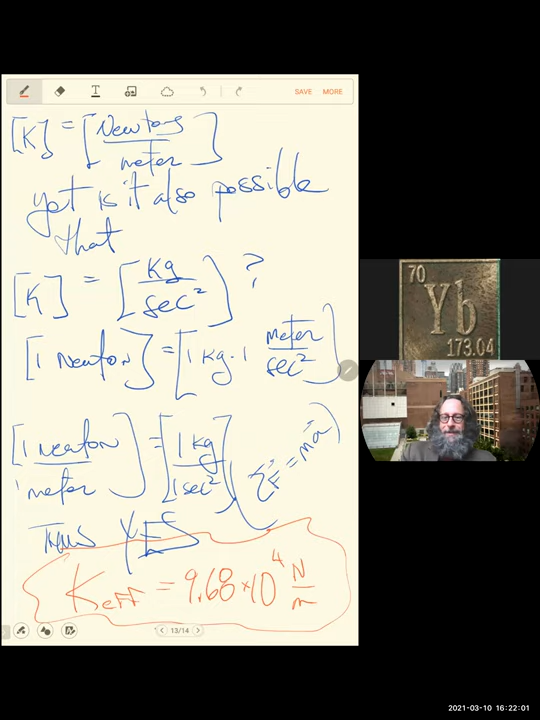 SAVE MORE
[K] = [Newtons/meter]
yet is it also possible
that
[K] = [Kg/sec²] ?
[1 Newton] = [1 Kg · 1 meter/sec²]
[1 Newton/1 meter] = [1 Kg/1 sec²] (ΣF⃗ = ma⃗)
Thus YES
K_eff = 9.68 × 10⁴ N/m
13/14
70
Yb
173.04
2021-03-10 16:22:01